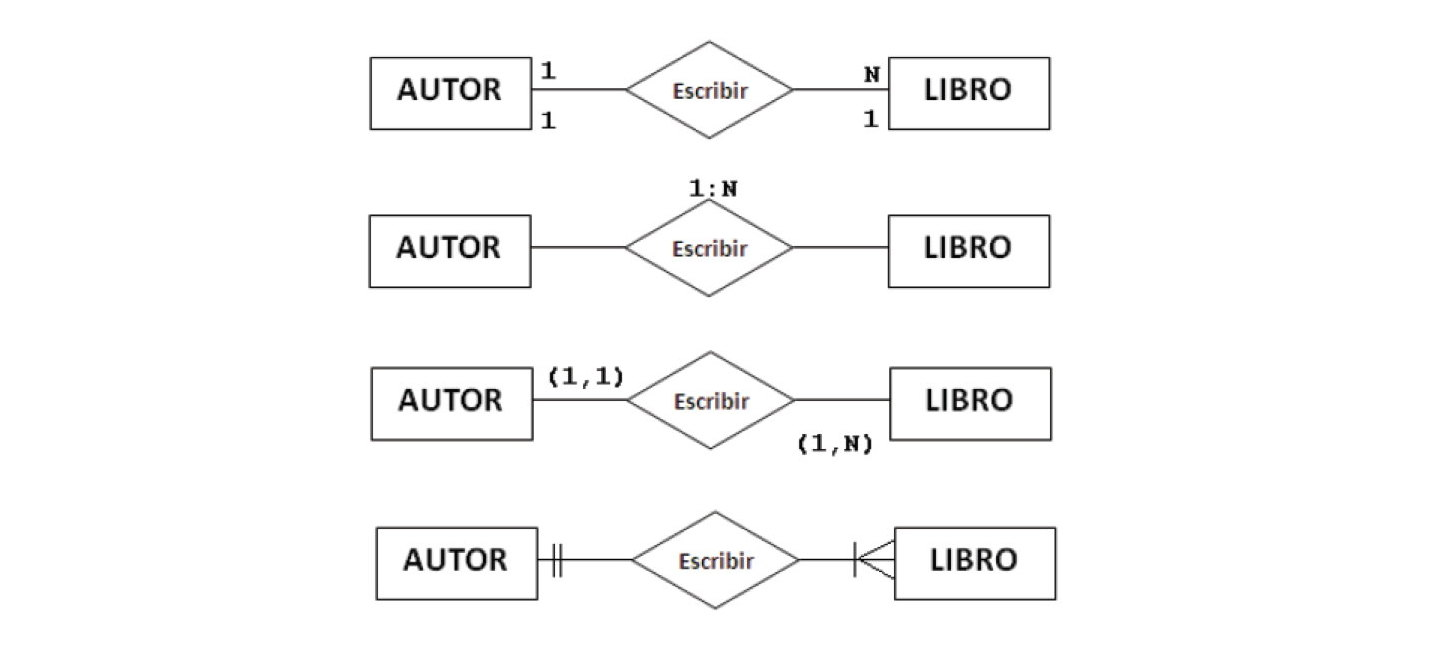 1 N
AUTOR Escribir LIBRO
1 1
1:N
AUTOR Escribir LIBRO
(1,1)
AUTOR Escribir LIBRO
(1,N)
AUTOR Escribir LIBRO